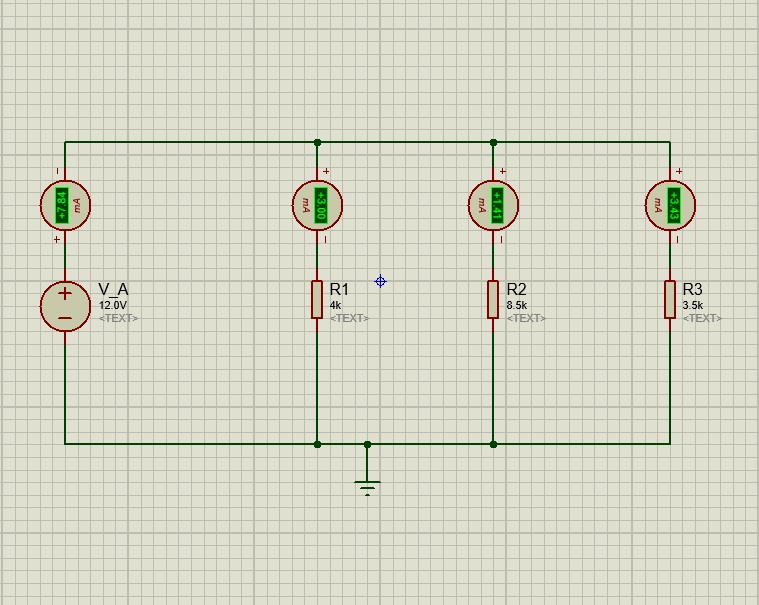 +7.84
mA
+3.00
mA
+1.41
mA
+3.43
mA
V_A
12.0V
<TEXT>
R1
4k
<TEXT>
R2
8.5k
<TEXT>
R3
3.5k
<TEXT>